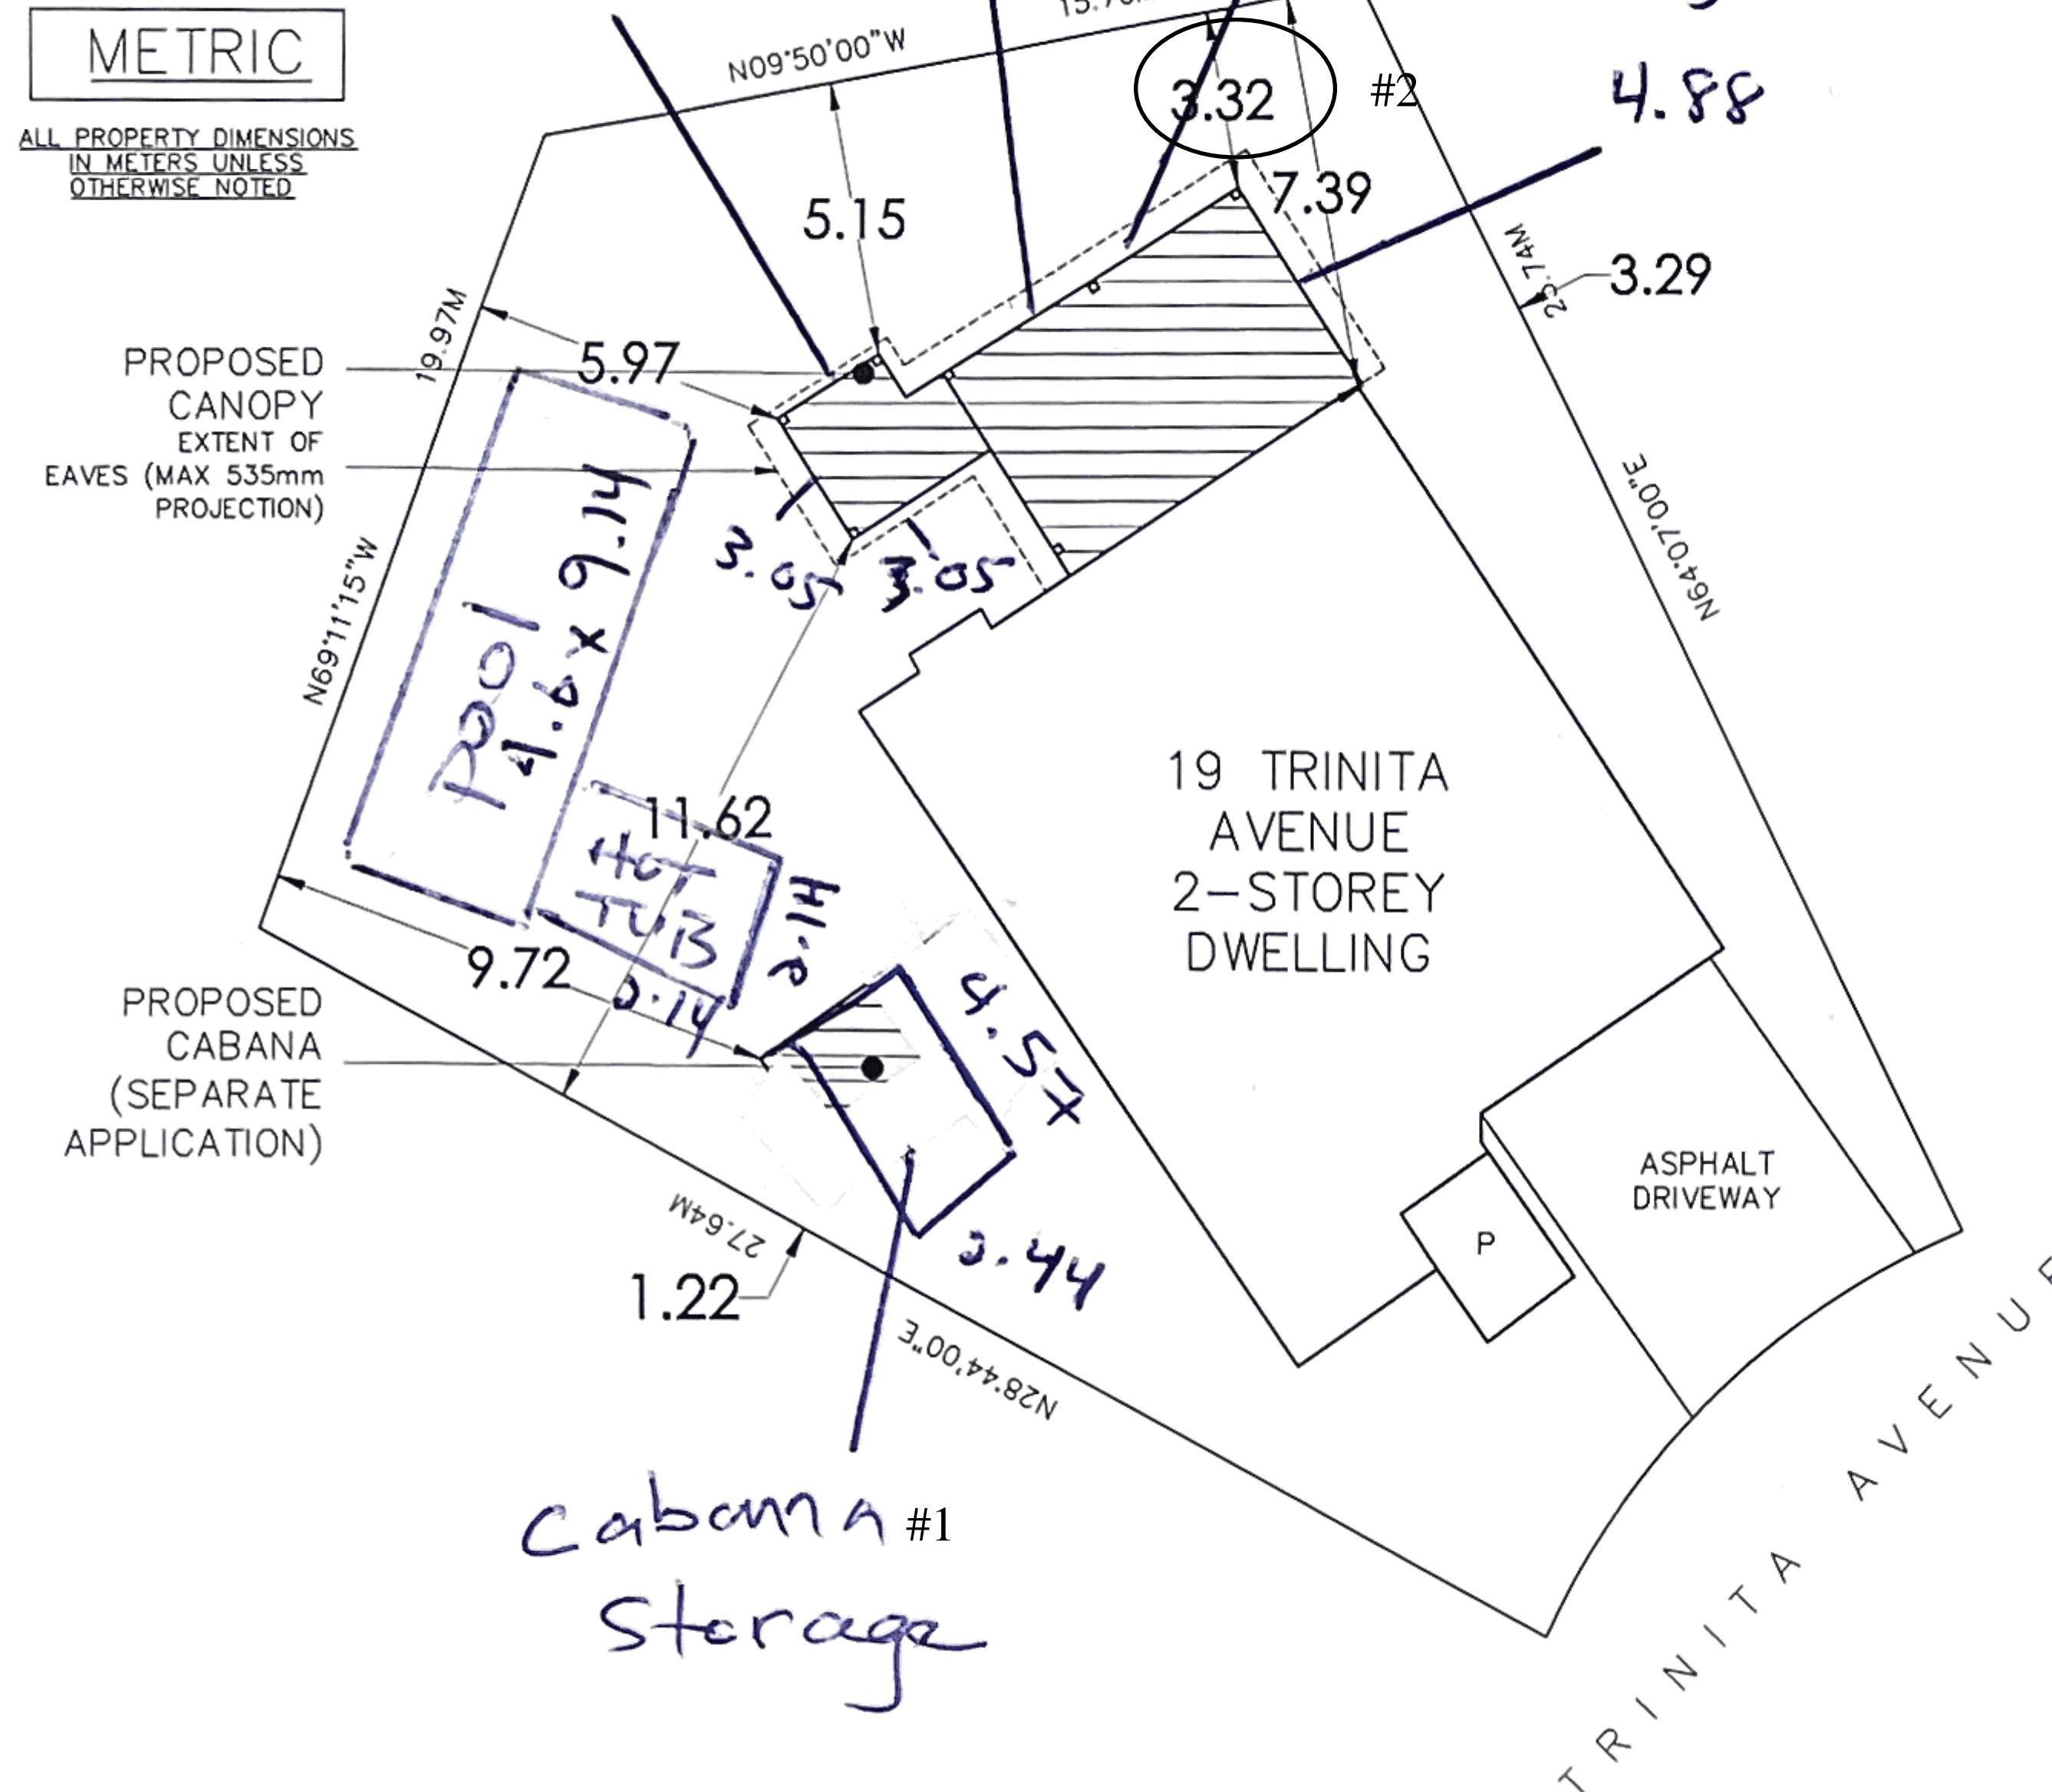 METRIC
ALL PROPERTY DIMENSIONS
IN METERS UNLESS
OTHERWISE NOTED
N09°50'00"W
3.32
#2
4.88
5.15
7.39
3.29
19.97M
5.97
PROPOSED
CANOPY
EXTENT OF
EAVES (MAX 535mm
PROJECTION)
3.05
3.05
N69°11'15"W
N64°07'00"E
POOL
9.14
11.62
HOT
TUB
19 TRINITA
AVENUE
2-STOREY
DWELLING
9.72
PROPOSED
CABANA
(SEPARATE
APPLICATION)
4.57
ASPHALT
DRIVEWAY
P
27.64M
1.22
2.44
N28°44'00"E
Cabana #1
Storage
TRINITA AVENUE